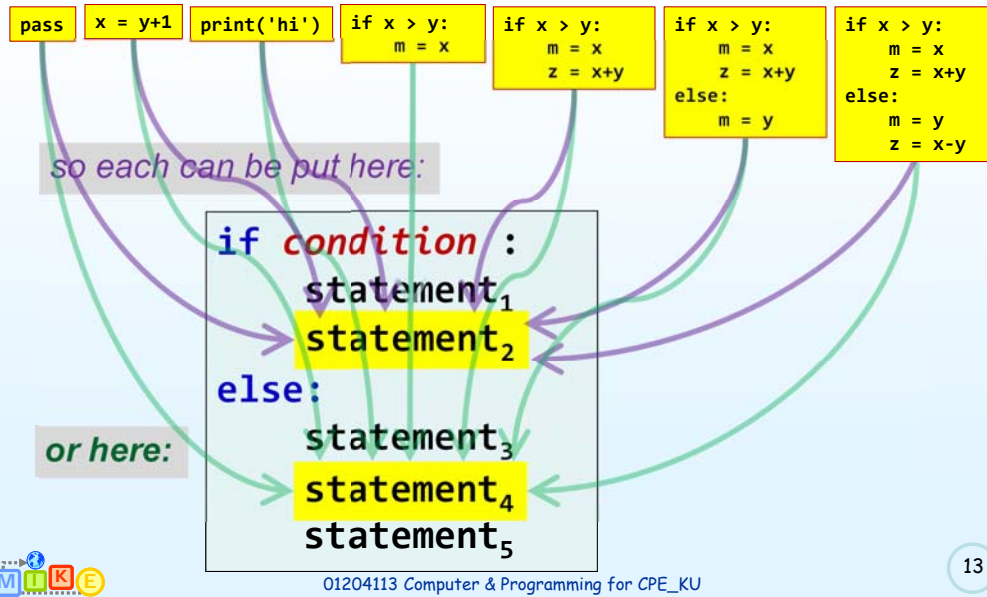 pass
x = y+1
print('hi')
if x > y:
    m = x
if x > y:
    m = x
    z = x+y
if x > y:
    m = x
    z = x+y
else:
    m = y
if x > y:
    m = x
    z = x+y
else:
    m = y
    z = x-y
so each can be put here:
if condition :
    statement₁
    statement₂
else:
    statement₃
    statement₄
    statement₅
or here:
MIKE
01204113 Computer & Programming for CPE_KU
13